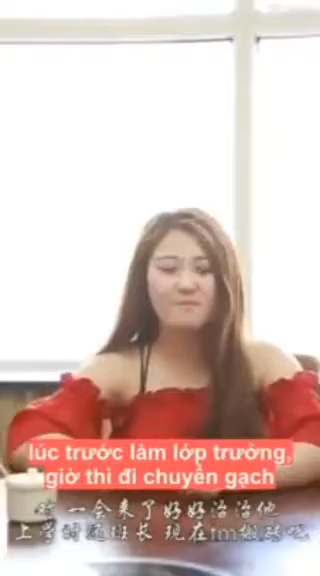 lúc trước làm lớp trưởng,
giờ thì đi chuyển gạch
一会来了好好治治他
上学时还班长 现在tm搬砖